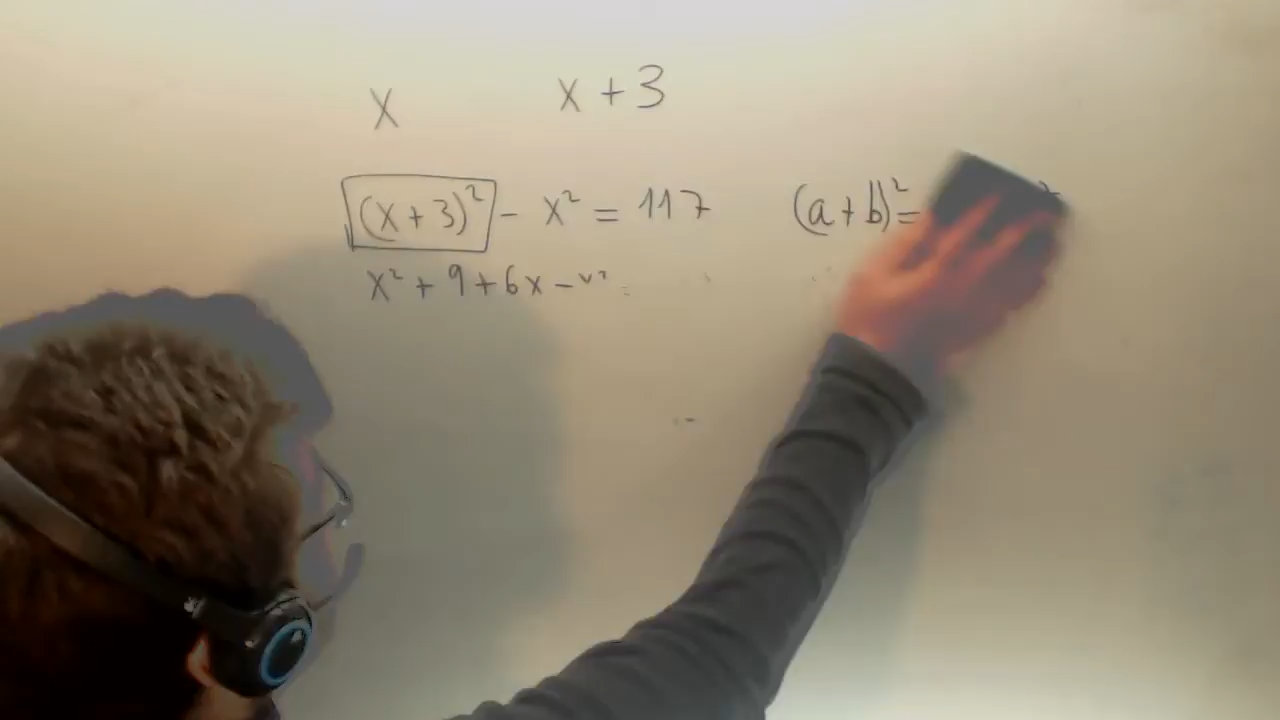 x x + 3
(x + 3)² - x² = 117 (a + b)² =
x² + 9 + 6x - x² =